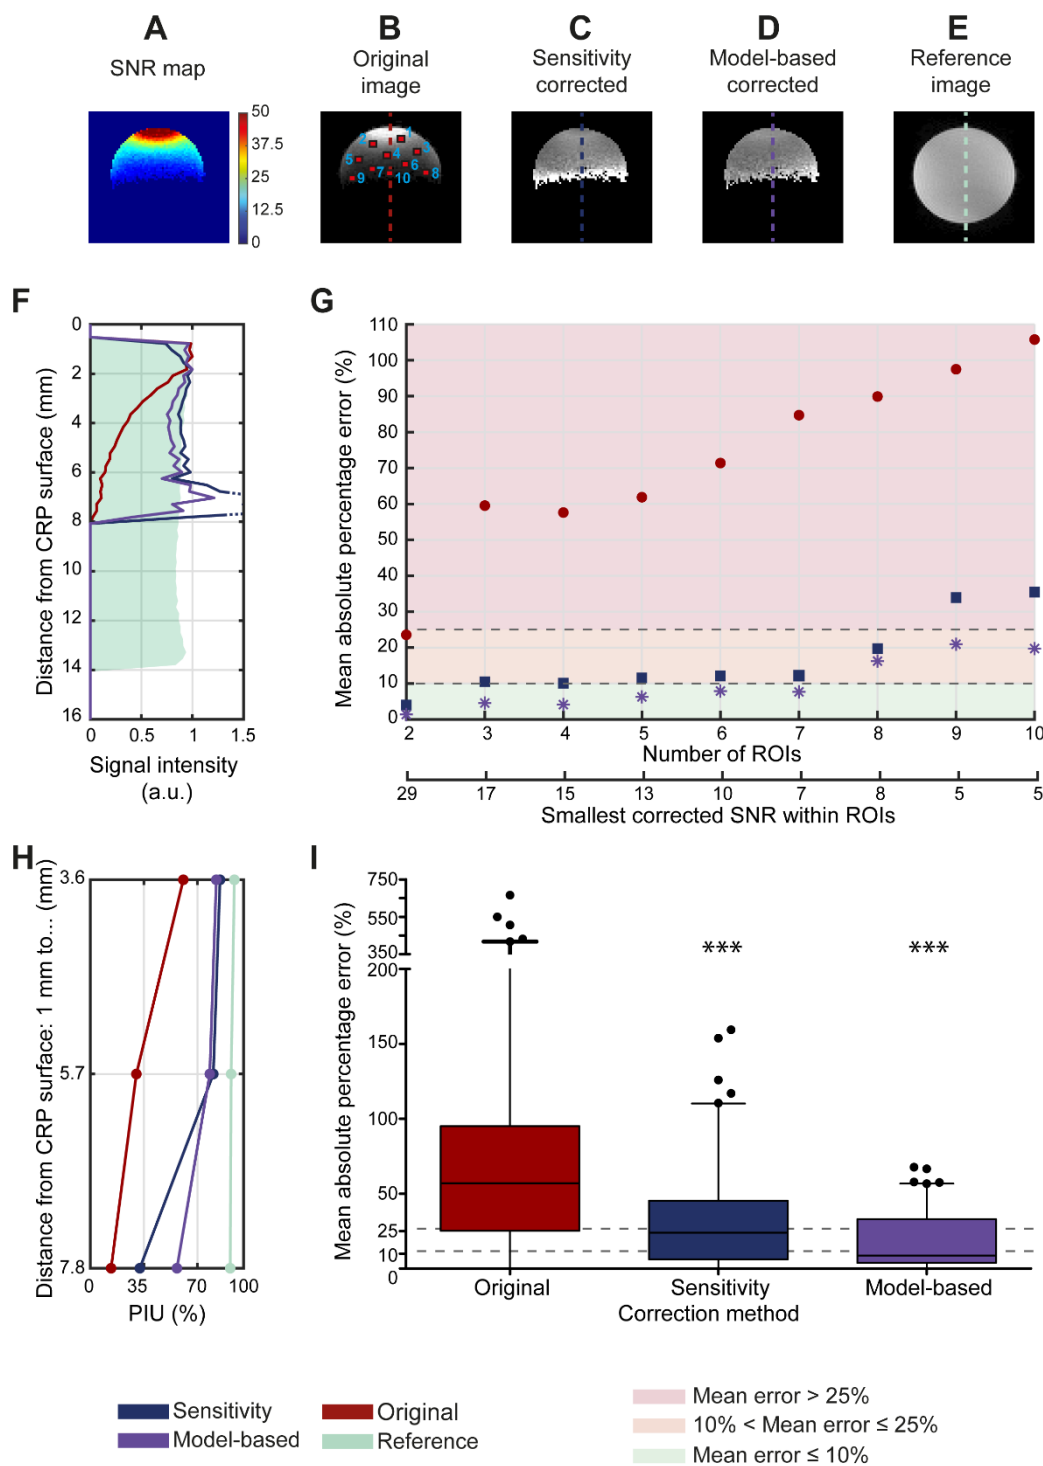 A
SNR map
50
37.5
25
12.5
0
B
Original
image
1
2
3
4
5
6
7
8
9
10
C
Sensitivity
corrected
D
Model-based
corrected
E
Reference
image
F
Distance from CRP surface (mm)
0
2
4
6
8
10
12
14
16
0 0.5 1 1.5
Signal intensity
(a.u.)
G
Mean absolute percentage error (%)
110
100
90
80
70
60
50
40
30
20
10
0
2 3 4 5 6 7 8 9 10
Number of ROIs
29 17 15 13 10 7 8 5 5
Smallest corrected SNR within ROIs
H
Distance from CRP surface: 1 mm to... (mm)
3.6
5.7
7.8
0 35 70 100
PIU (%)
I
Mean absolute percentage error (%)
750
550
350
200
150
100
50
25
10
0
*** ***
Original Sensitivity Model-based
Correction method
Sensitivity Original
Model-based Reference
Mean error > 25%
10% < Mean error ≤ 25%
Mean error ≤ 10%